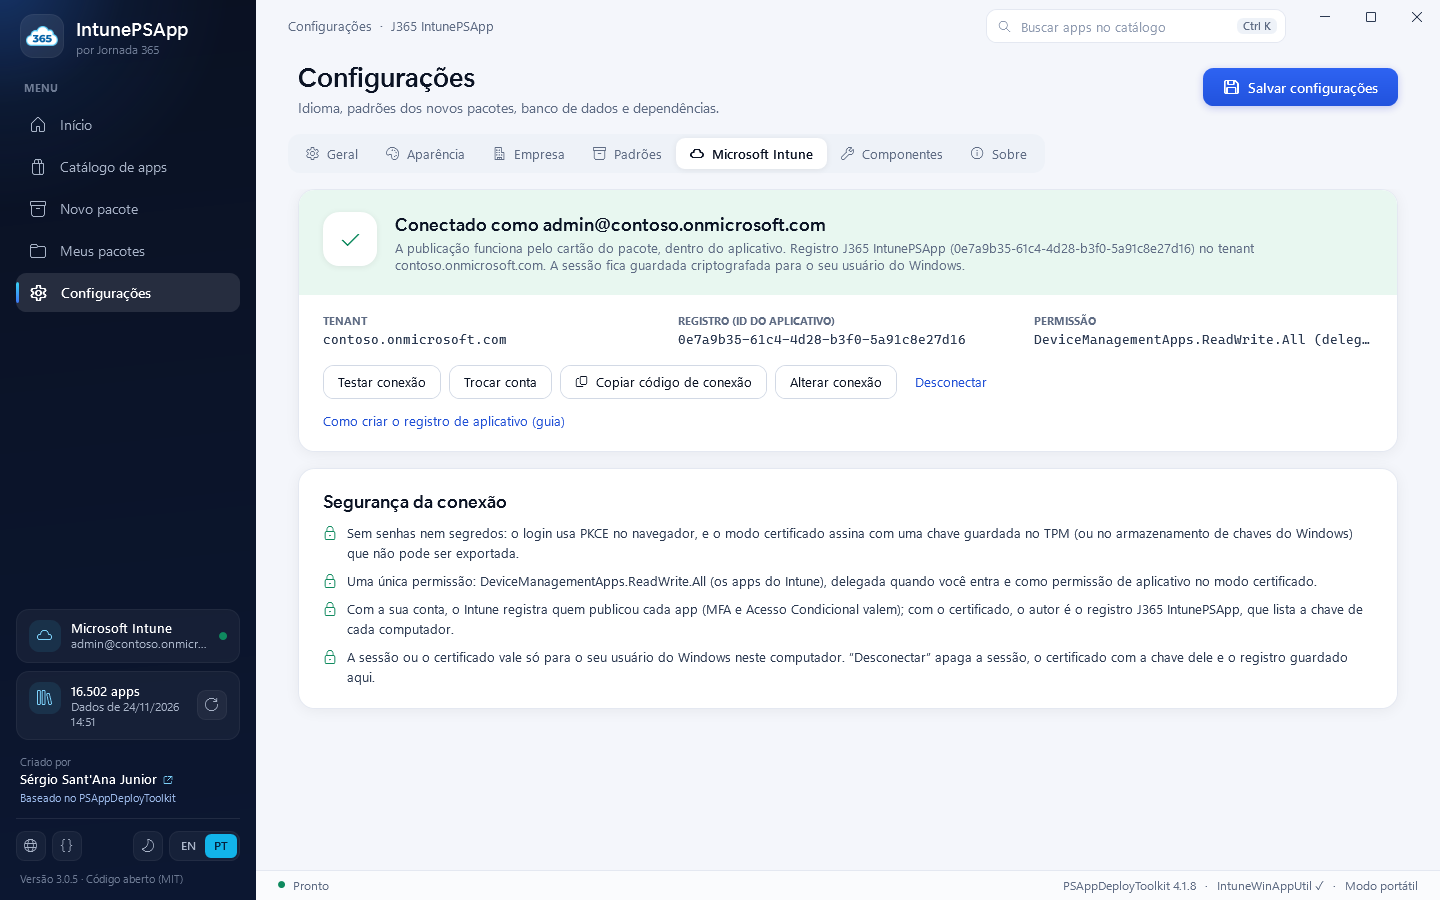 365
IntunePSApp
por Jornada 365
MENU
Início
Catálogo de apps
Novo pacote
Meus pacotes
Configurações
Microsoft Intune
admin@contoso.onmicr...
16.502 apps
Dados de 24/11/2026
14:51
Criado por
Sérgio Sant'Ana Junior
Baseado no PSAppDeployToolkit
{}
EN
PT
Versão 3.0.5 · Código aberto (MIT)
Configurações · J365 IntunePSApp
Buscar apps no catálogo
Ctrl K
Configurações
Idioma, padrões dos novos pacotes, banco de dados e dependências.
Salvar configurações
Geral
Aparência
Empresa
Padrões
Microsoft Intune
Componentes
Sobre
Conectado como admin@contoso.onmicrosoft.com
A publicação funciona pelo cartão do pacote, dentro do aplicativo. Registro J365 IntunePSApp (0e7a9b35-61c4-4d28-b3f0-5a91c8e27d16) no tenant
contoso.onmicrosoft.com. A sessão fica guardada criptografada para o seu usuário do Windows.
TENANT
contoso.onmicrosoft.com
REGISTRO (ID DO APLICATIVO)
0e7a9b35-61c4-4d28-b3f0-5a91c8e27d16
PERMISSÃO
DeviceManagementApps.ReadWrite.All (deleg…
Testar conexão
Trocar conta
Copiar código de conexão
Alterar conexão
Desconectar
Como criar o registro de aplicativo (guia)
Segurança da conexão
Sem senhas nem segredos: o login usa PKCE no navegador, e o modo certificado assina com uma chave guardada no TPM (ou no armazenamento de chaves do Windows)
que não pode ser exportada.
Uma única permissão: DeviceManagementApps.ReadWrite.All (os apps do Intune), delegada quando você entra e como permissão de aplicativo no modo certificado.
Com a sua conta, o Intune registra quem publicou cada app (MFA e Acesso Condicional valem); com o certificado, o autor é o registro J365 IntunePSApp, que lista a chave de
cada computador.
A sessão ou o certificado vale só para o seu usuário do Windows neste computador. "Desconectar" apaga a sessão, o certificado com a chave dele e o registro guardado
aqui.
Pronto
PSAppDeployToolkit 4.1.8 · IntuneWinAppUtil ✓ · Modo portátil